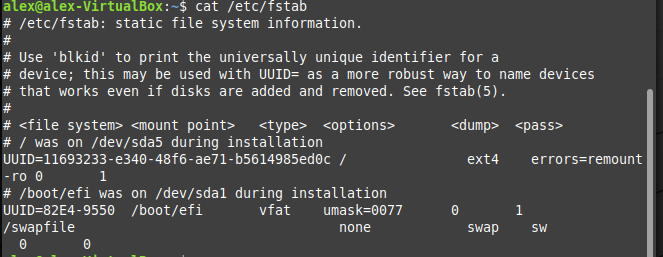 alex@alex-VirtualBox:~$ cat /etc/fstab
# /etc/fstab: static file system information.
#
# Use 'blkid' to print the universally unique identifier for a
# device; this may be used with UUID= as a more robust way to name devices
# that works even if disks are added and removed. See fstab(5).
#
# <file system> <mount point>   <type>  <options>       <dump>  <pass>
# / was on /dev/sda5 during installation
UUID=11693233-e340-48f6-ae71-b5614985ed0c /               ext4    errors=remount
-ro 0       1
# /boot/efi was on /dev/sda1 during installation
UUID=82E4-9550  /boot/efi       vfat    umask=0077      0       1
/swapfile                                 none            swap    sw
  0       0
alex@alex-VirtualBox:~$